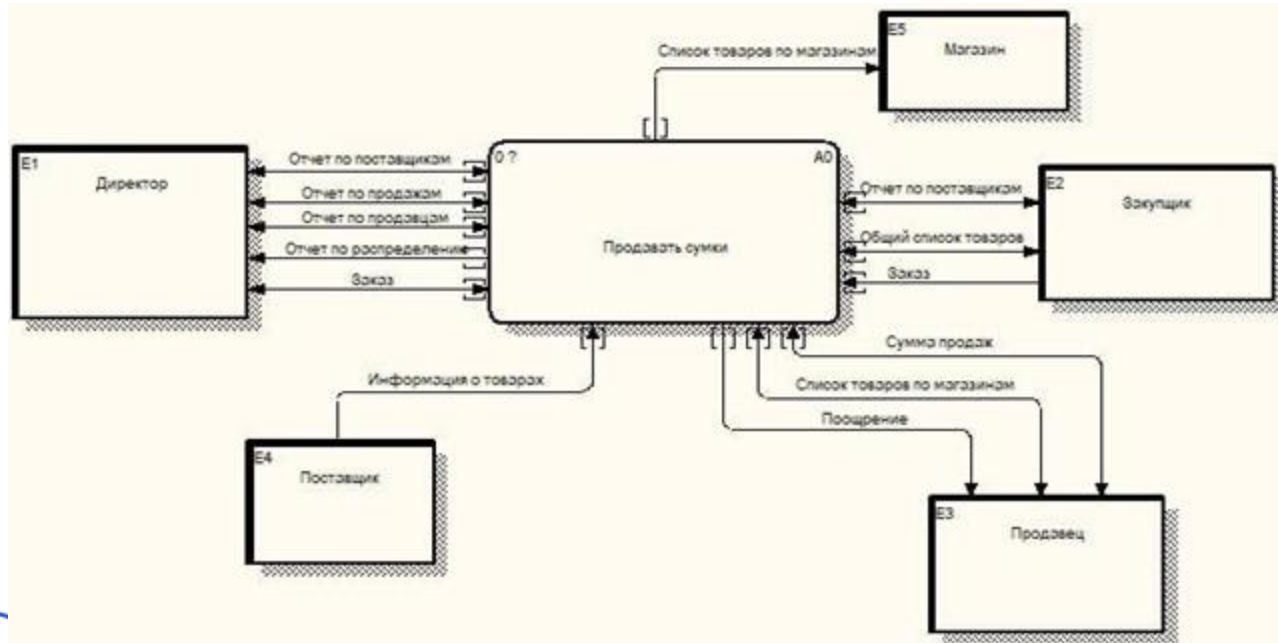 E5
Магазин
Список товаров по магазинам
E1
Директор
Отчет по поставщикам
Отчет по продажам
Отчет по продавцам
Отчет по распределению
Заказ
0 ?
A0
Продавать сумки
Отчет по поставщикам
Общий список товаров
Заказ
E2
Закупщик
Информация о товарах
Сумма продаж
Список товаров по магазинам
Поощрение
E4
Поставщик
E3
Продавец